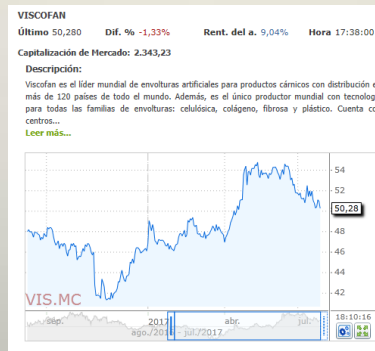 VISCOFAN
Último 50,280 Dif. % -1,33% Rent. del a. 9,04% Hora 17:38:00
Capitalización de Mercado: 2.343,23
Descripción:
Viscofan es el líder mundial de envolturas artificiales para productos cárnicos con distribución e
más de 120 países de todo el mundo. Además, es el único productor mundial con tecnolog
para todas las familias de envolturas: celulósica, colágeno, fibrosa y plástico. Cuenta co
centros...
Leer más...
54
52
50,28
48
46
44
42
VIS.MC
sep. 2017 abr. jul.
ago./201 - jul./2017
18:10:16